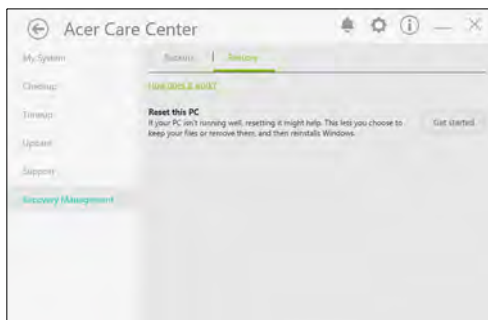 Acer Care Center
My System
Checkup
Tuneup
Update
Support
Recovery Management
Backup
Restore
How does it work?
Reset this PC
If your PC isn't running well, resetting it might help. This lets you choose to
keep your files or remove them, and then reinstalls Windows.
Get started